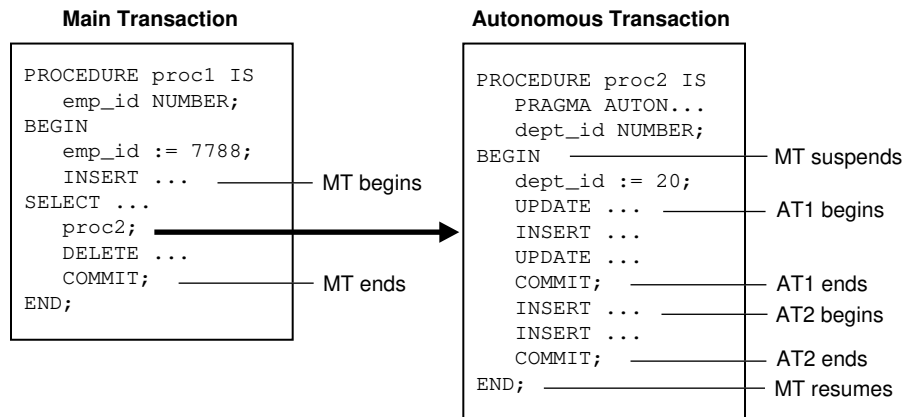 Main Transaction
PROCEDURE proc1 IS
emp_id NUMBER;
BEGIN
emp_id := 7788;
INSERT ...
MT begins
SELECT ...
proc2;
DELETE ...
COMMIT;
MT ends
END;
Autonomous Transaction
PROCEDURE proc2 IS
PRAGMA AUTON...
dept_id NUMBER;
BEGIN
MT suspends
dept_id := 20;
UPDATE ...
AT1 begins
INSERT ...
UPDATE ...
COMMIT;
AT1 ends
INSERT ...
AT2 begins
INSERT ...
COMMIT;
AT2 ends
END;
MT resumes